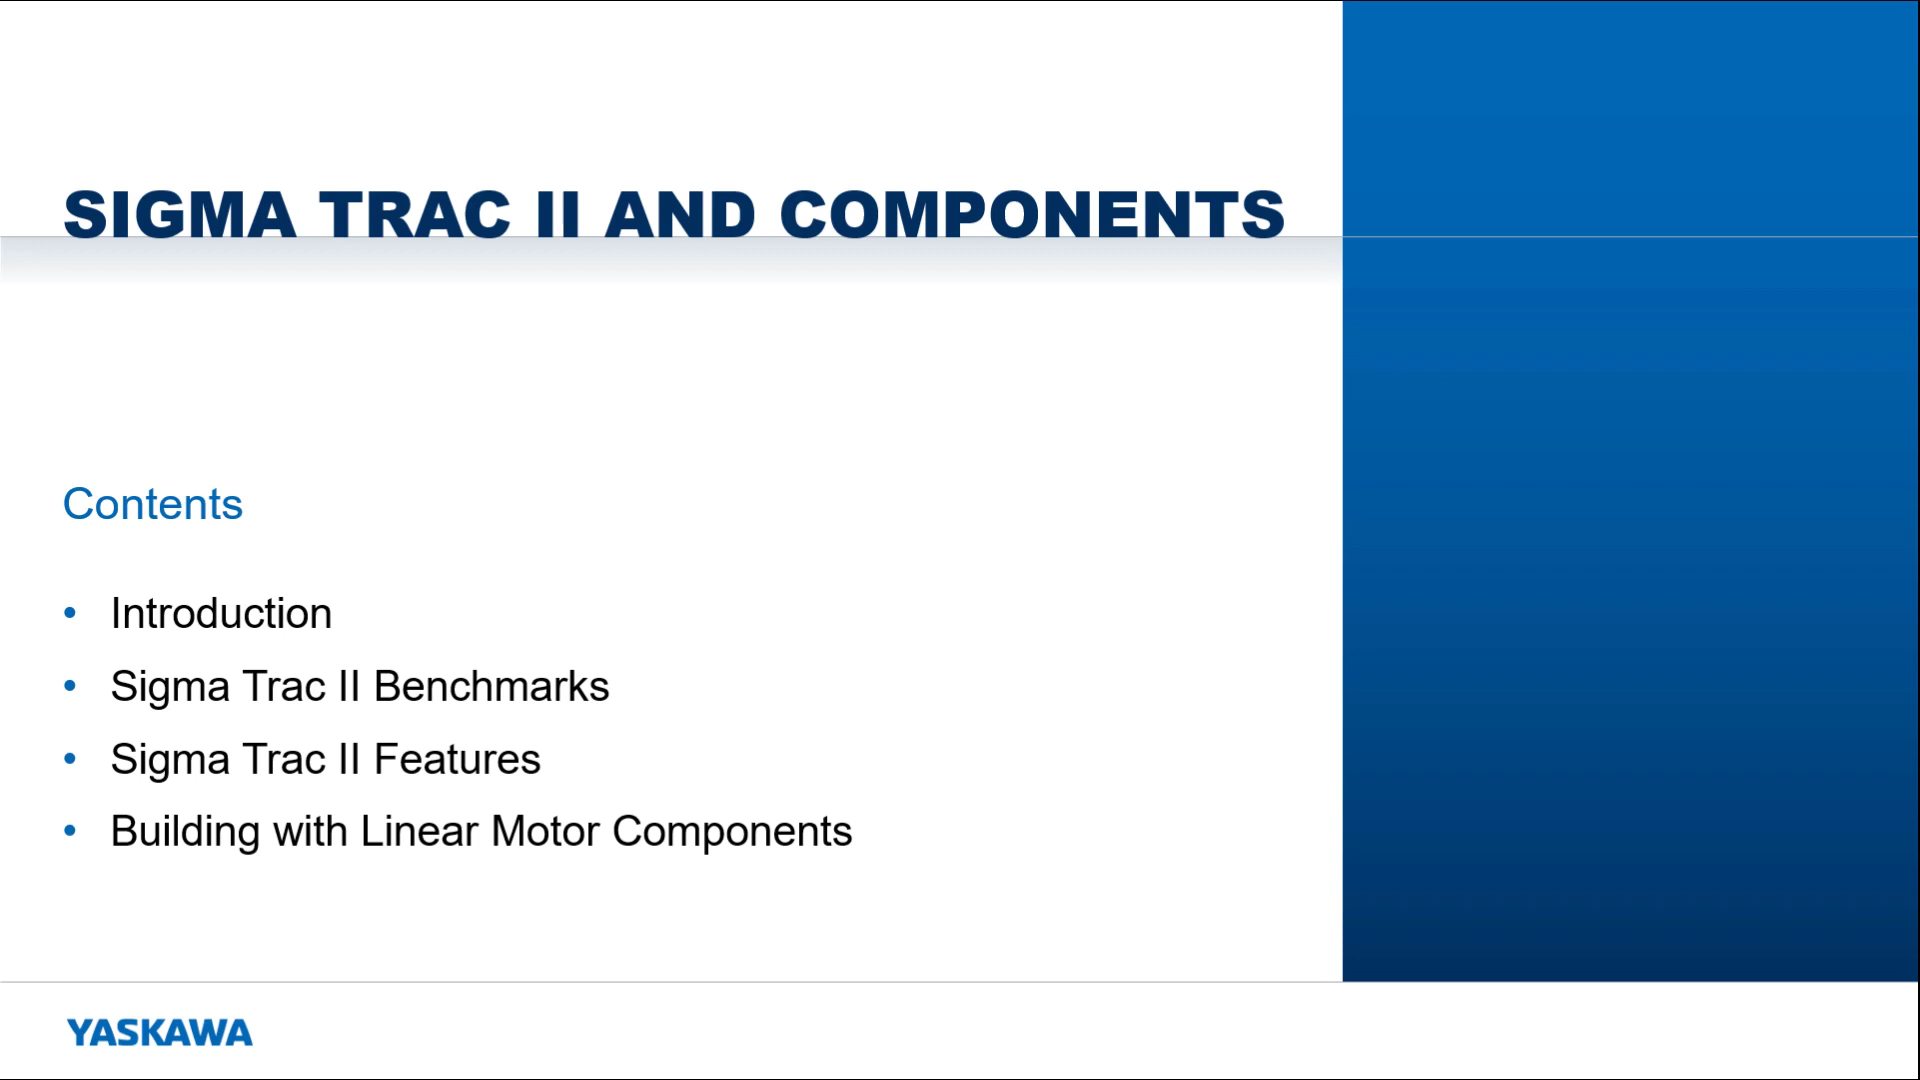 SIGMA TRAC II AND COMPONENTS
Contents
• Introduction
• Sigma Trac II Benchmarks
• Sigma Trac II Features
• Building with Linear Motor Components
YASKAWA